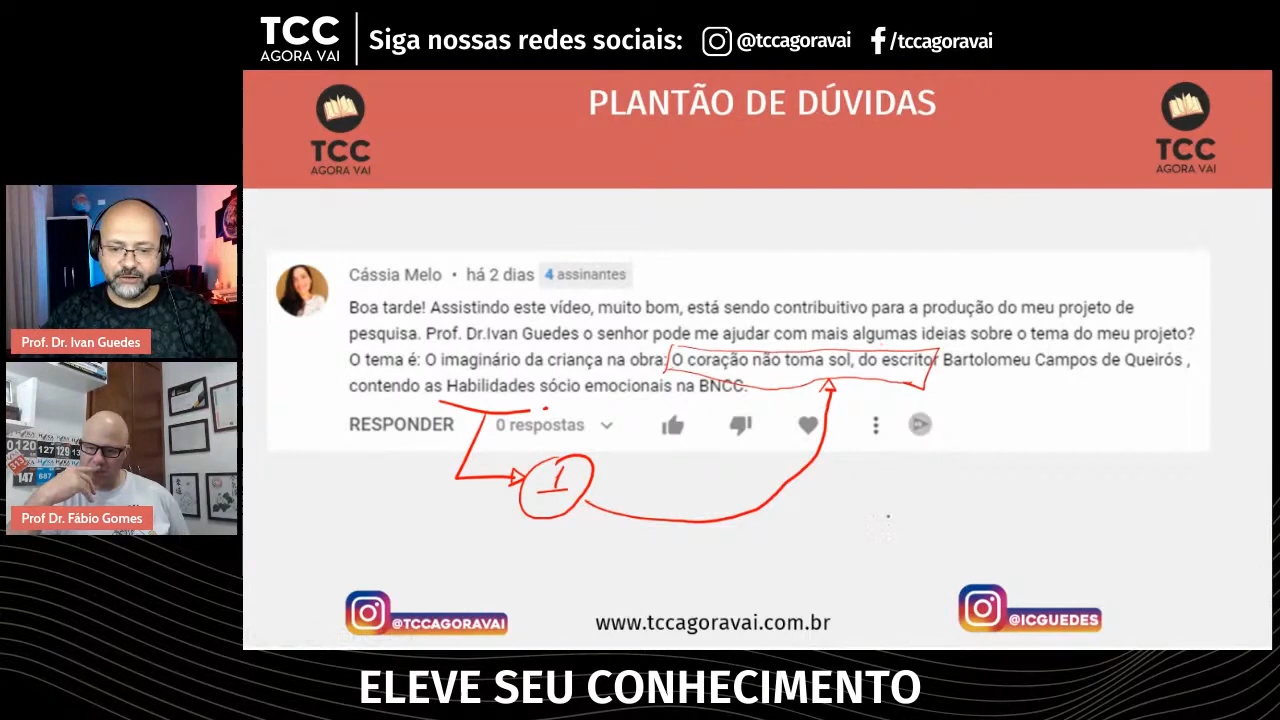 TCC
AGORA VAI
Siga nossas redes sociais:
@tccagoravai
/tccagoravai
PLANTÃO DE DÚVIDAS
TCC
AGORA VAI
TCC
AGORA VAI
Cássia Melo • há 2 dias 4 assinantes
Boa tarde! Assistindo este vídeo, muito bom, está sendo contribuitivo para a produção do meu projeto de
pesquisa. Prof. Dr.Ivan Guedes o senhor pode me ajudar com mais algumas ideias sobre o tema do meu projeto?
O tema é: O imaginário da criança na obra: O coração não toma sol, do escritor Bartolomeu Campos de Queirós ,
contendo as Habilidades sócio emocionais na BNCC.
RESPONDER 0 respostas
1
Prof. Dr. Ivan Guedes
Prof Dr. Fábio Gomes
@TCCAGORAVAI
www.tccagoravai.com.br
@ICGUEDES
ELEVE SEU CONHECIMENTO